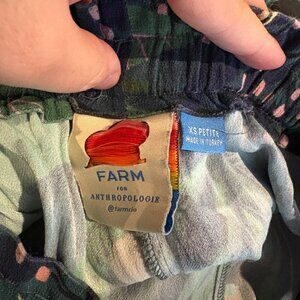 FARM
FOR
ANTHROPOLOGIE
@farmrio
XS PETITE
MADE IN TURKEY